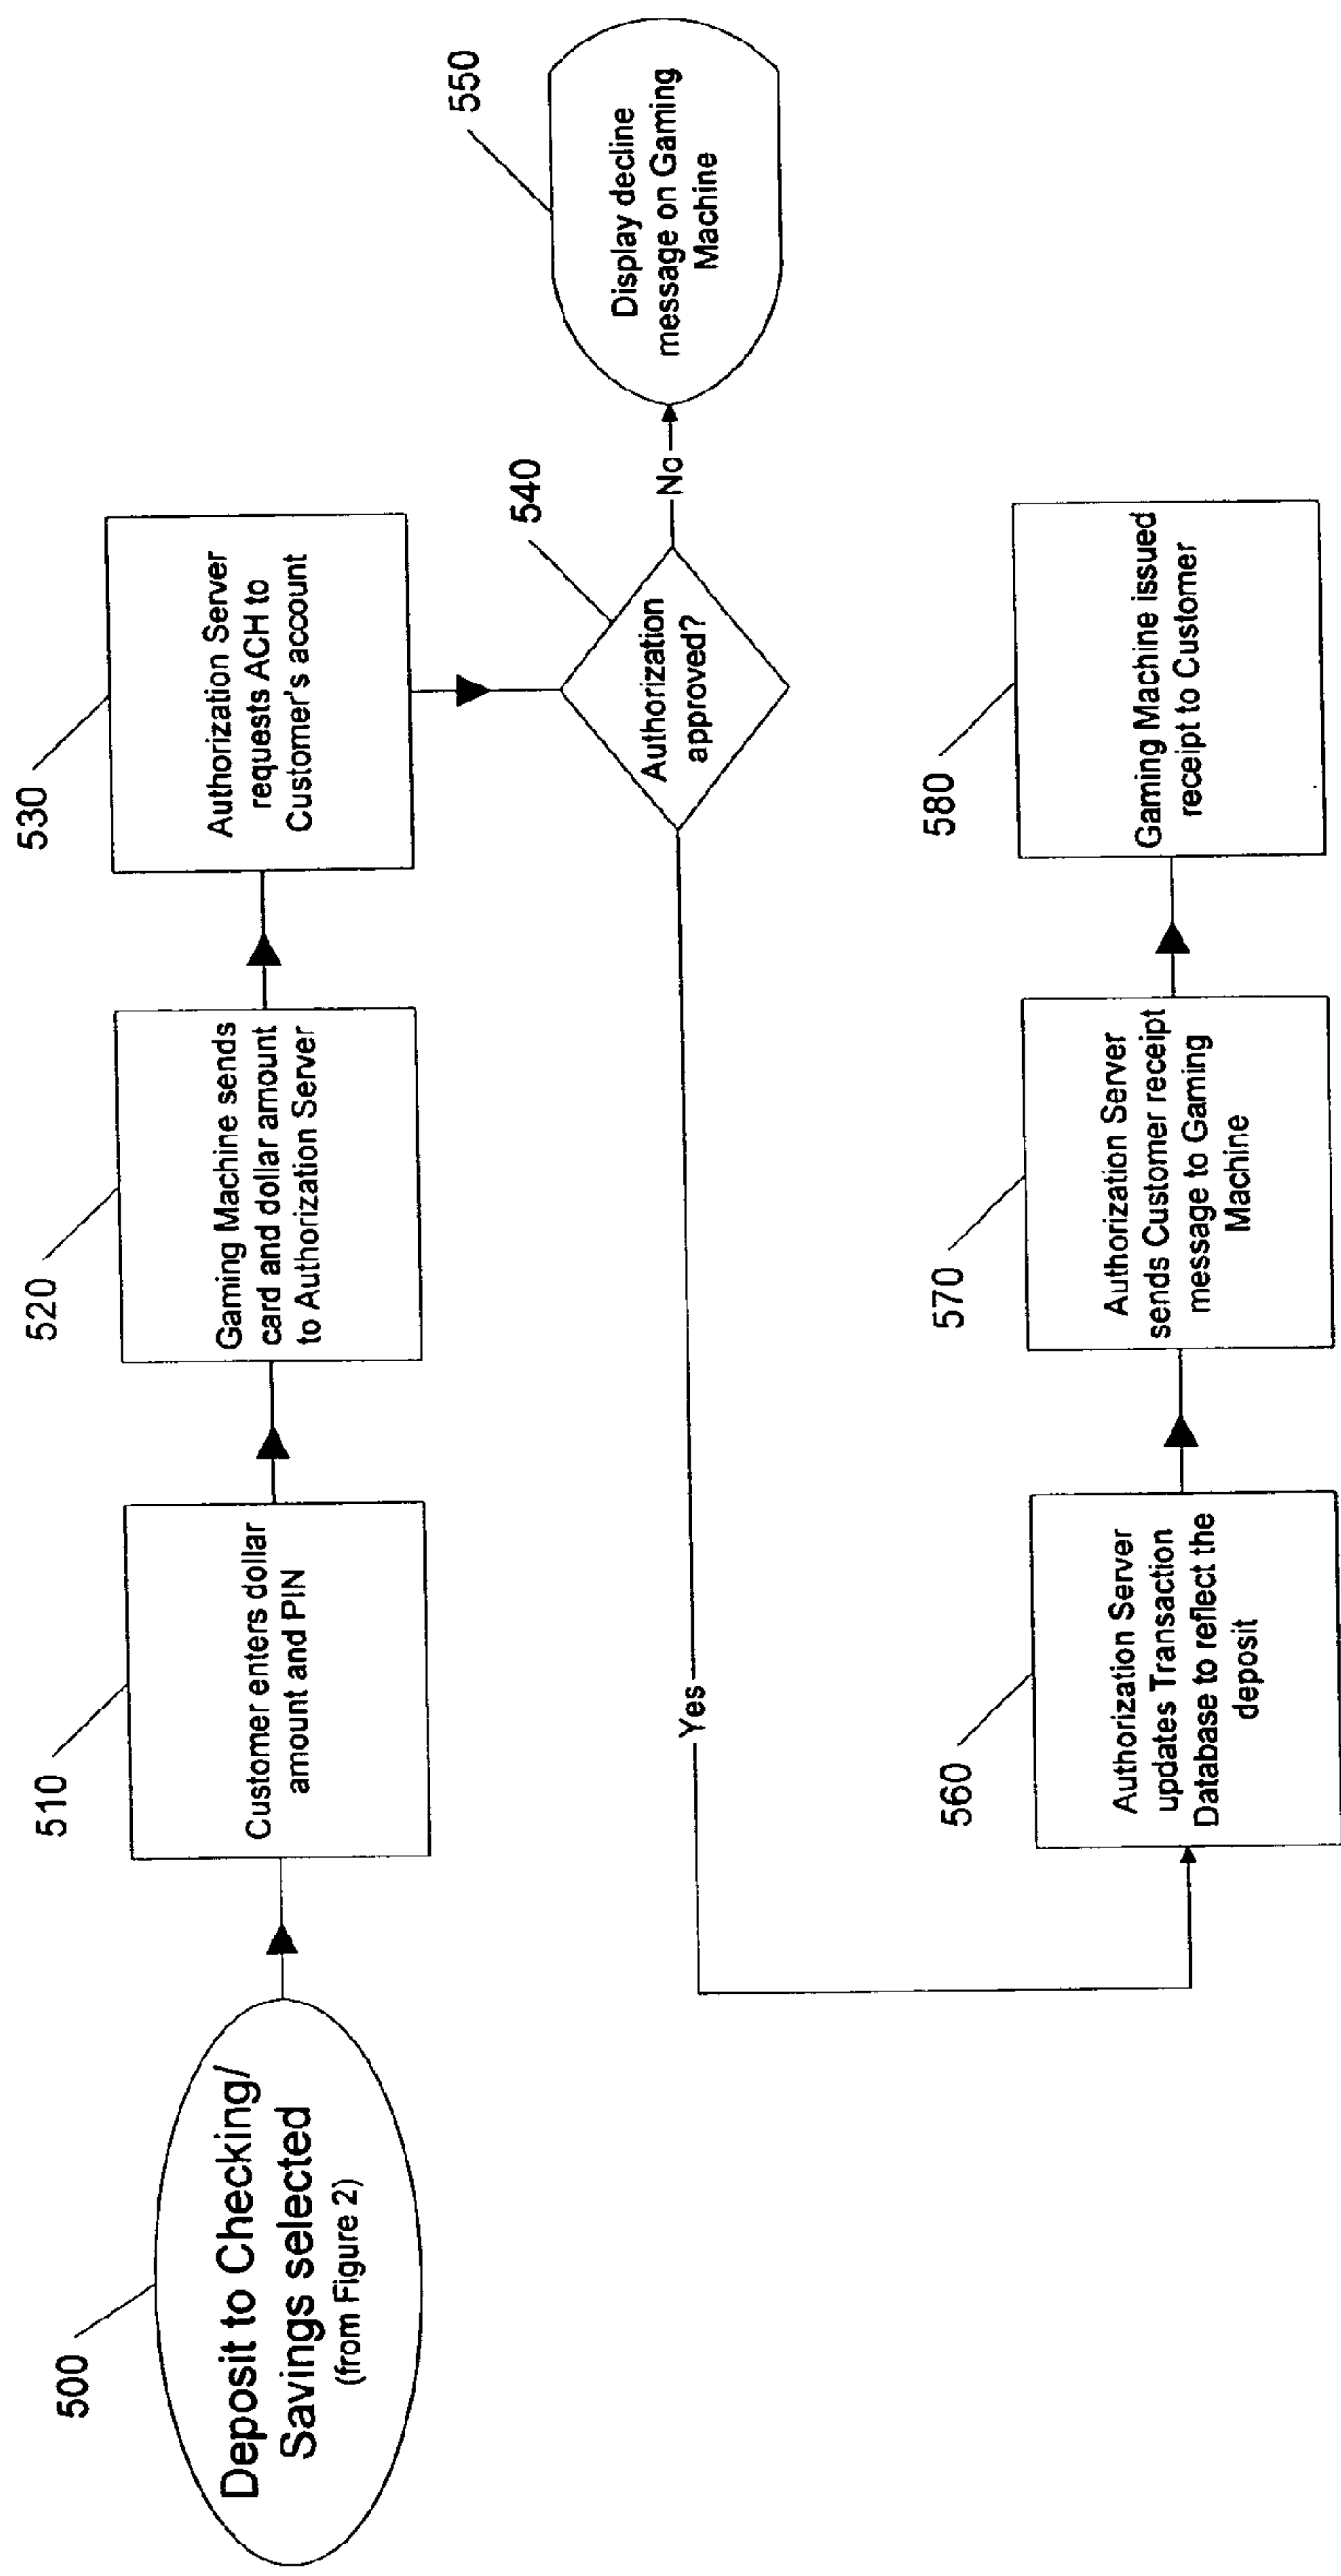 500
Deposit to Checking/
Savings selected
(from Figure 2)
510
Customer enters dollar
amount and PIN
520
Gaming Machine sends
card and dollar amount
to Authorization Server
530
Authorization Server
requests ACH to
Customer's account
540
Authorization
approved?
No
550
Display decline
message on Gaming
Machine
Yes
560
Authorization Server
updates Transaction
Database to reflect the
deposit
570
Authorization Server
sends Customer receipt
message to Gaming
Machine
580
Gaming Machine issued
receipt to Customer